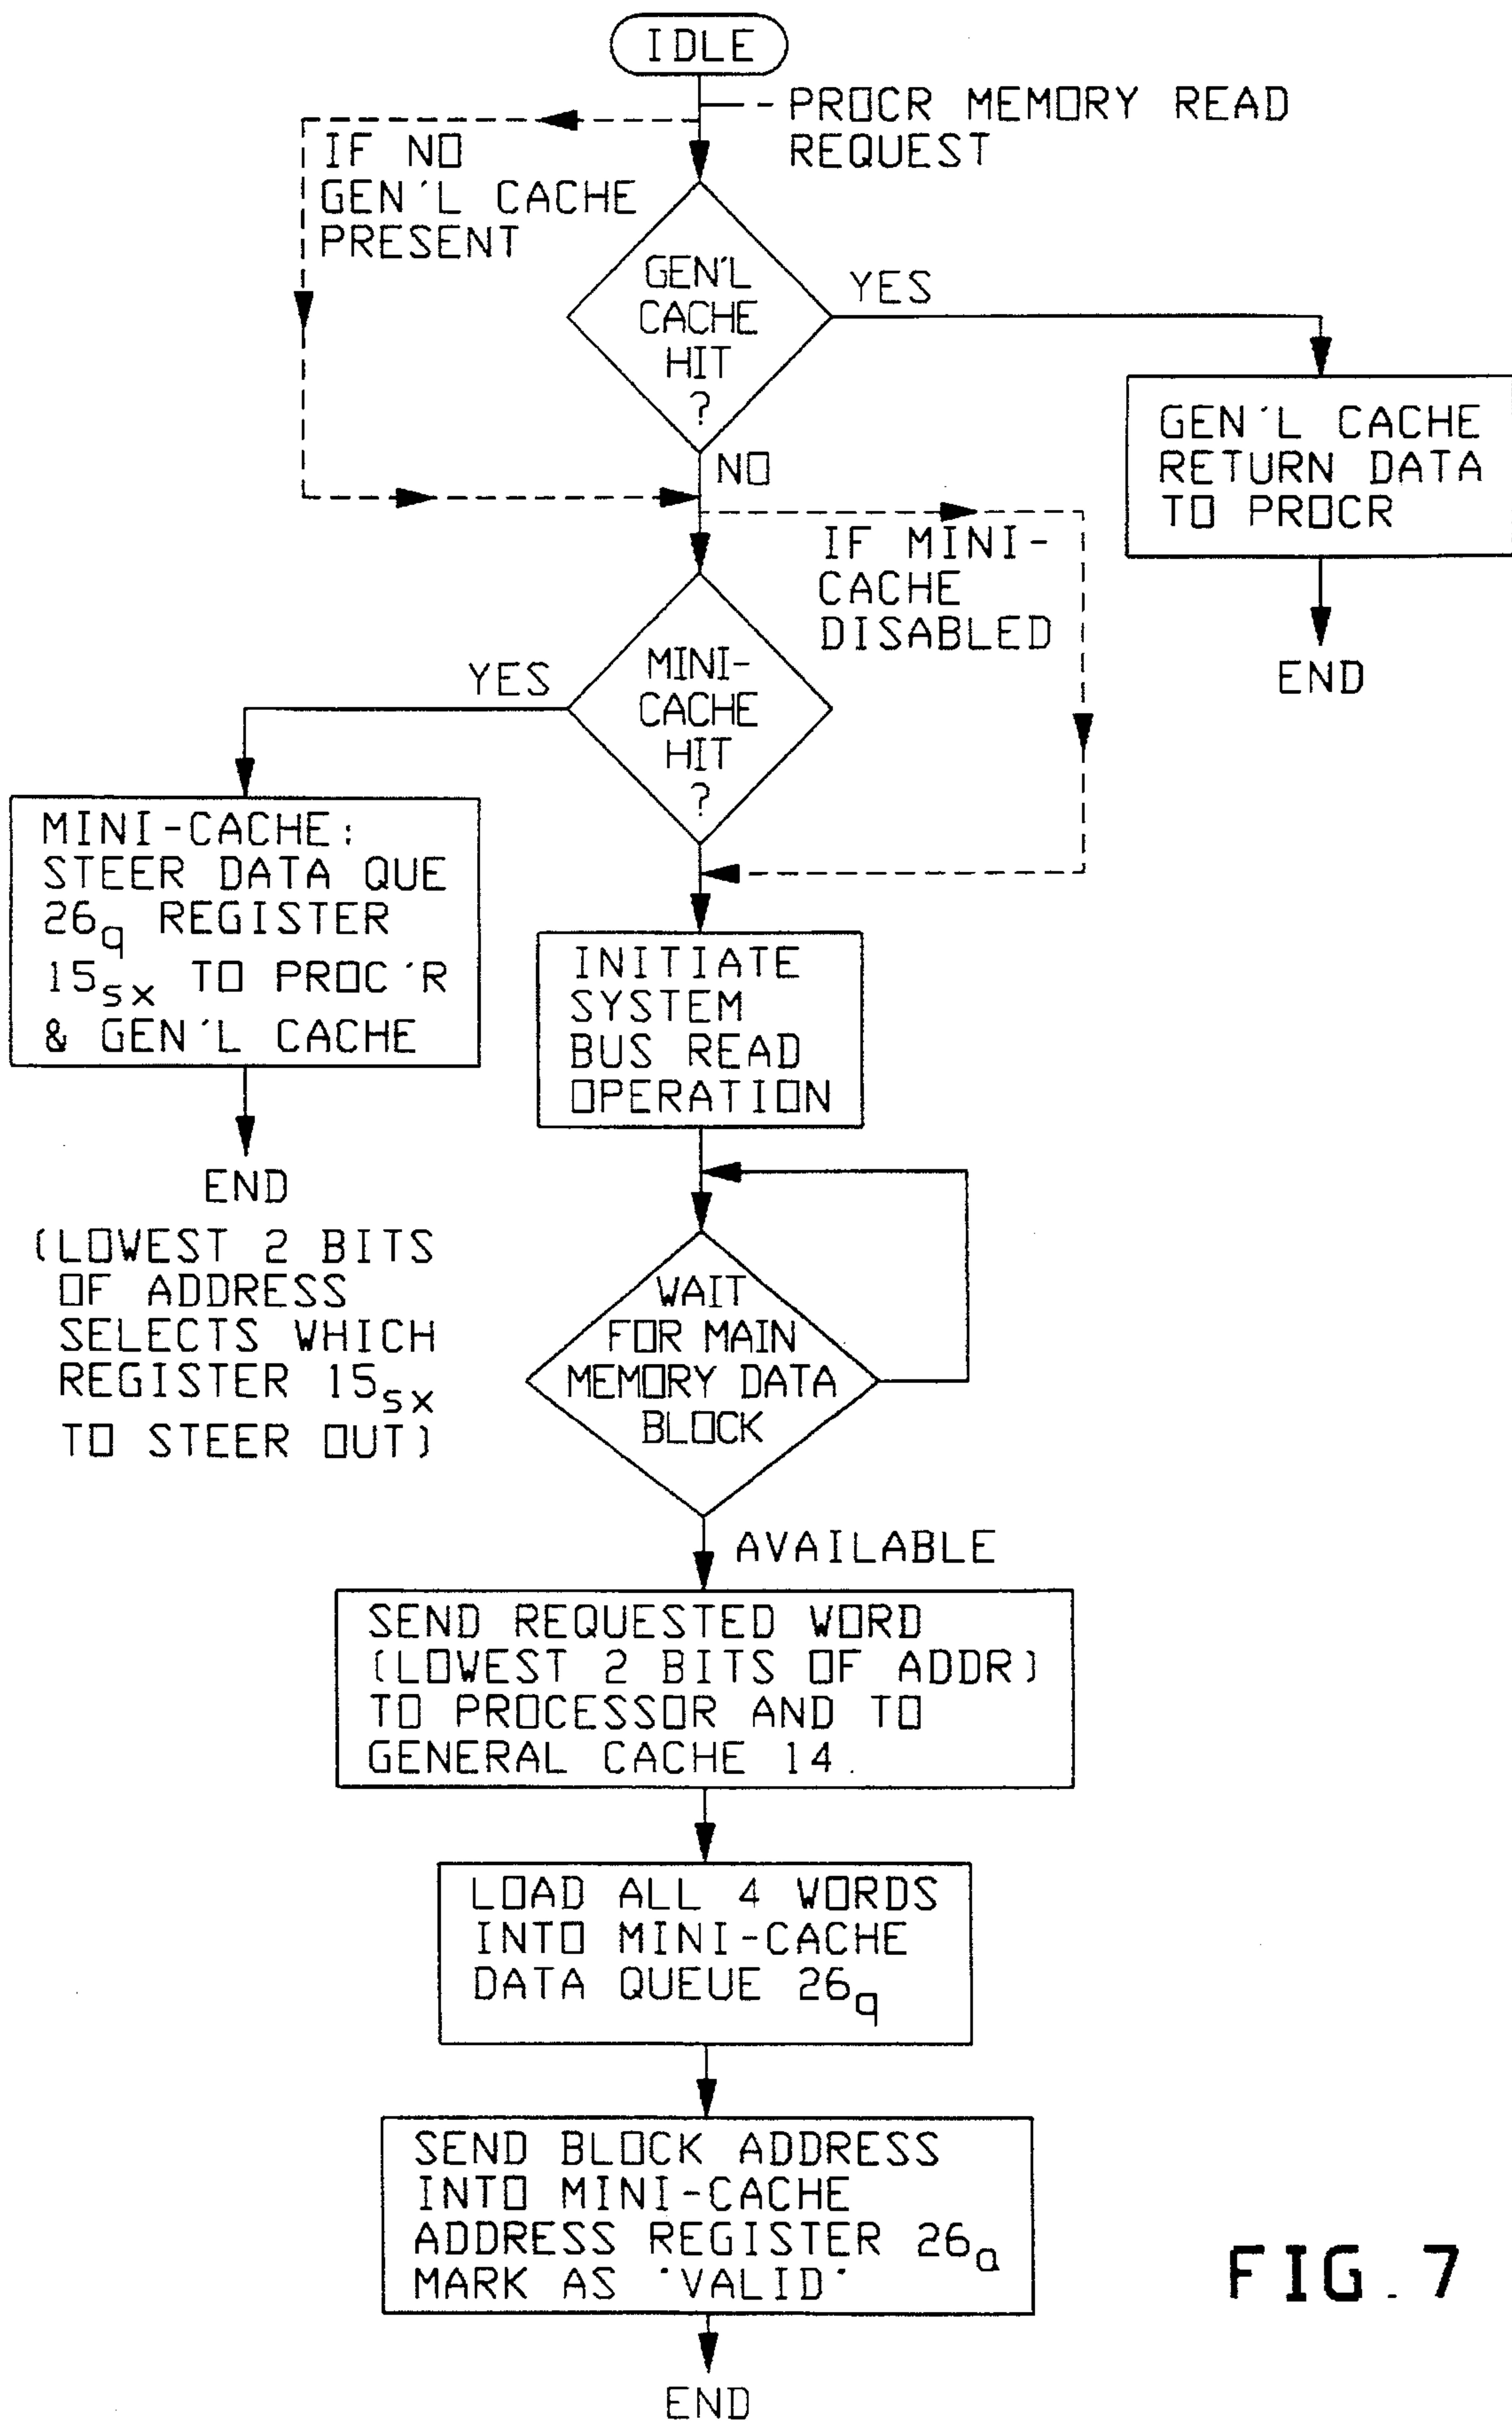 IDLE
PROCR MEMORY READ
REQUEST
IF NO
GEN'L CACHE
PRESENT
GEN'L
CACHE
HIT
?
YES
GEN'L CACHE
RETURN DATA
TO PROCR
END
NO
IF MINI-
CACHE
DISABLED
MINI-
CACHE
HIT
?
YES
MINI-CACHE:
STEER DATA QUE
26q REGISTER
15sx TO PROC'R
& GEN'L CACHE
END
(LOWEST 2 BITS
OF ADDRESS
SELECTS WHICH
REGISTER 15sx
TO STEER OUT)
INITIATE
SYSTEM
BUS READ
OPERATION
WAIT
FOR MAIN
MEMORY DATA
BLOCK
AVAILABLE
SEND REQUESTED WORD
(LOWEST 2 BITS OF ADDR)
TO PROCESSOR AND TO
GENERAL CACHE 14.
LOAD ALL 4 WORDS
INTO MINI-CACHE
DATA QUEUE 26q
SEND BLOCK ADDRESS
INTO MINI-CACHE
ADDRESS REGISTER 26a
MARK AS 'VALID'
END
FIG. 7